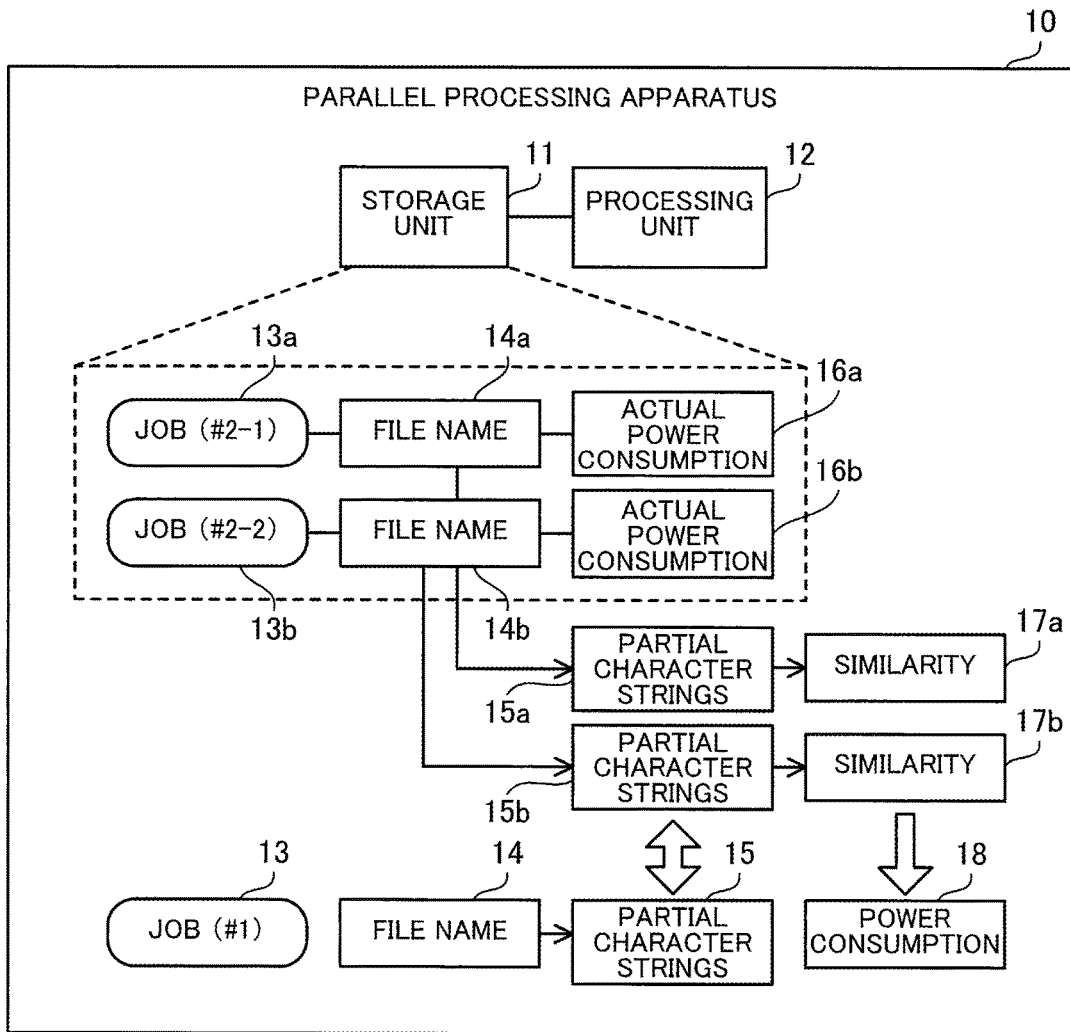 10
PARALLEL PROCESSING APPARATUS
11
12
STORAGE
UNIT
PROCESSING
UNIT
13a
14a
16a
JOB (#2-1)
FILE NAME
ACTUAL
POWER
CONSUMPTION
16b
JOB (#2-2)
FILE NAME
ACTUAL
POWER
CONSUMPTION
13b
14b
17a
PARTIAL
CHARACTER
STRINGS
SIMILARITY
15a
17b
PARTIAL
CHARACTER
STRINGS
SIMILARITY
15b
13
14
15
18
JOB (#1)
FILE NAME
PARTIAL
CHARACTER
STRINGS
POWER
CONSUMPTION